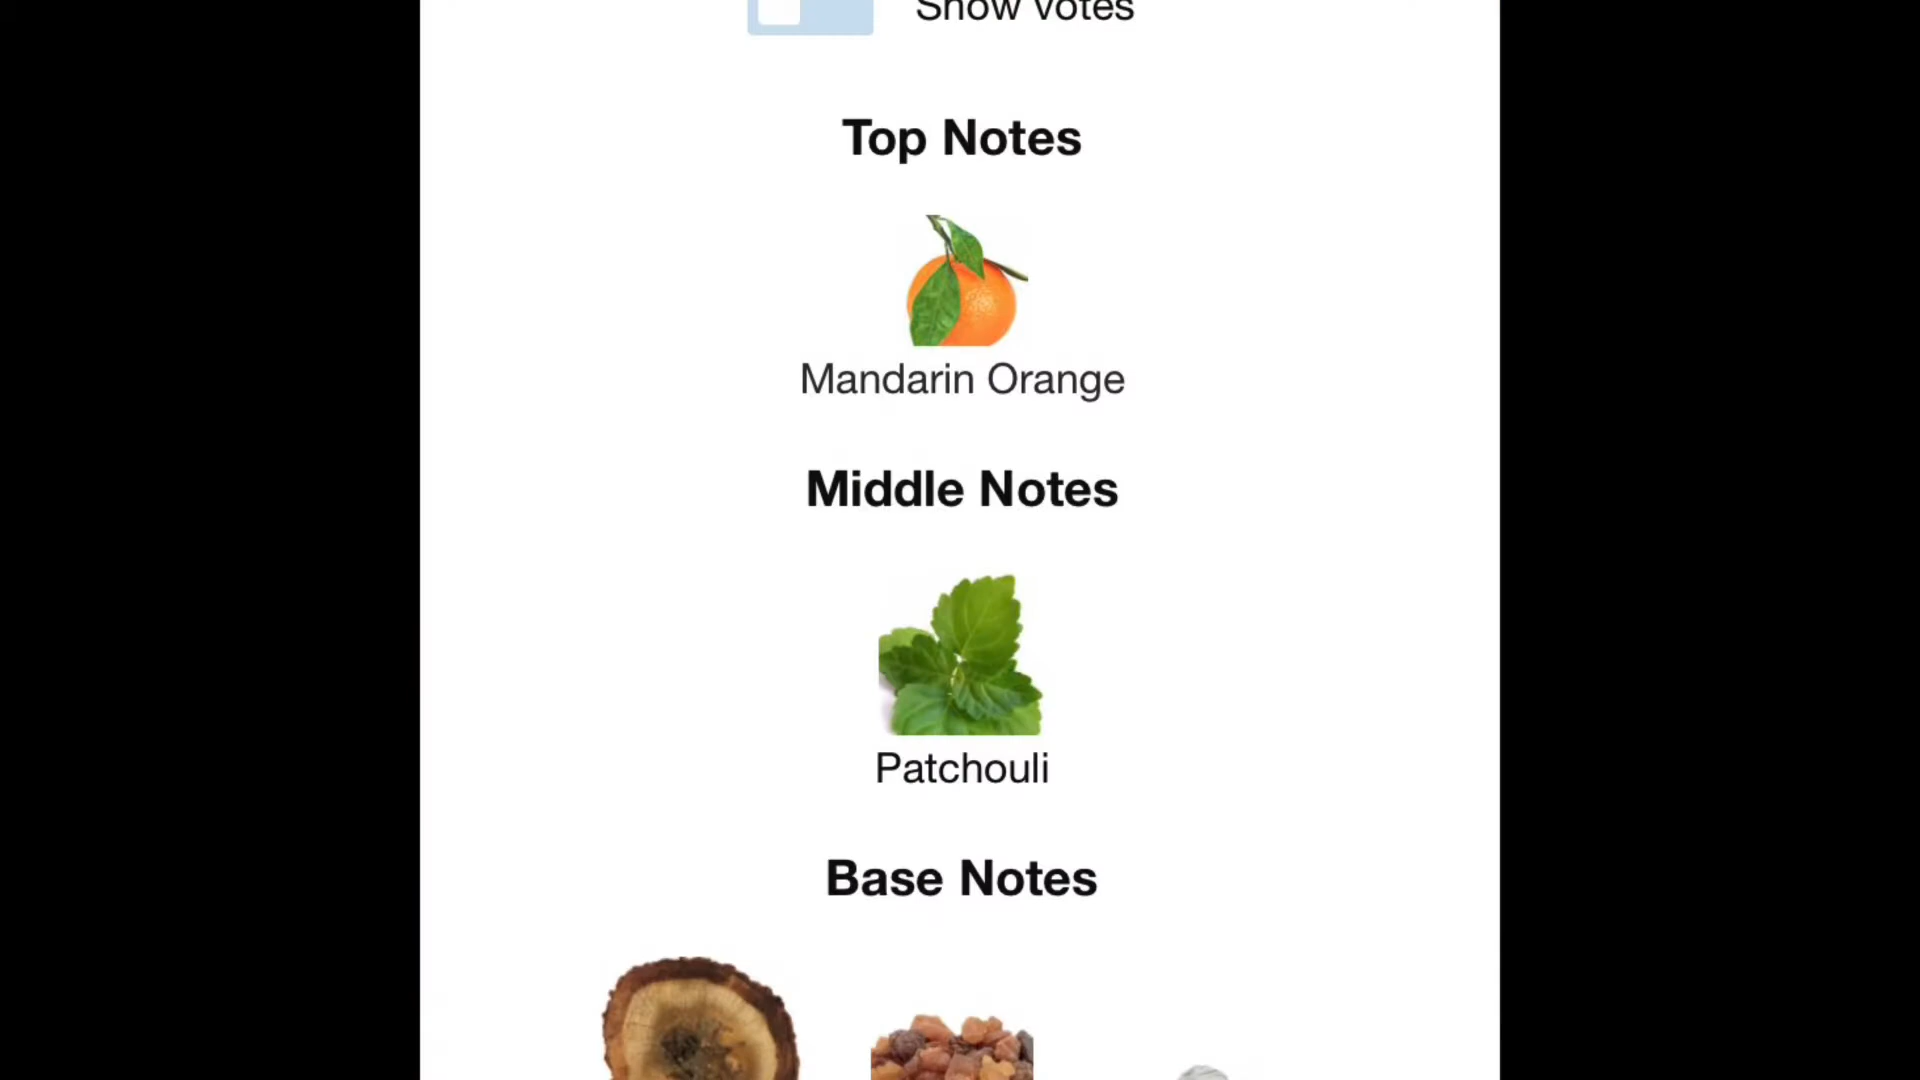 Show votes
Top Notes
Mandarin Orange
Middle Notes
Patchouli
Base Notes